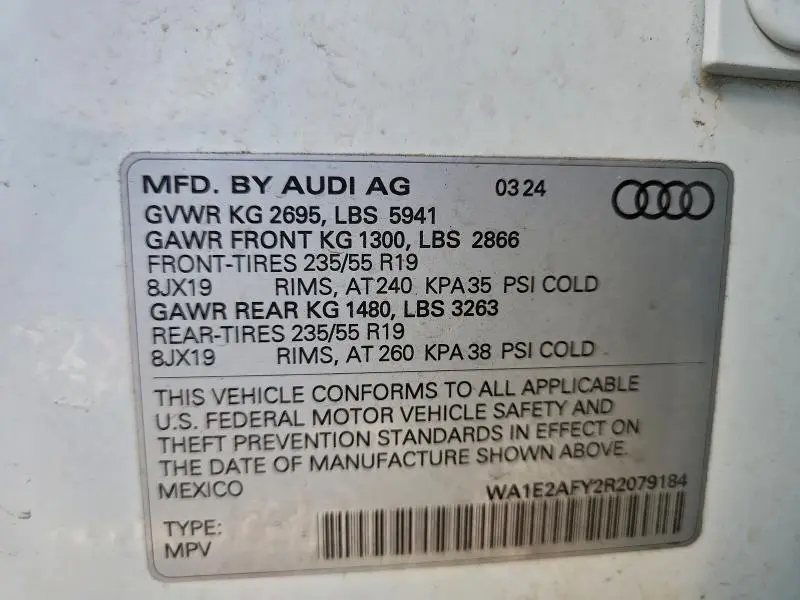 MFD. BY AUDI AG 03 24
GVWR KG 2695, LBS 5941
GAWR FRONT KG 1300, LBS 2866
FRONT-TIRES 235/55 R19
8JX19 RIMS, AT 240 KPA 35 PSI COLD
GAWR REAR KG 1480, LBS 3263
REAR-TIRES 235/55 R19
8JX19 RIMS, AT 260 KPA 38 PSI COLD
THIS VEHICLE CONFORMS TO ALL APPLICABLE
U.S. FEDERAL MOTOR VEHICLE SAFETY AND
THEFT PREVENTION STANDARDS IN EFFECT ON
THE DATE OF MANUFACTURE SHOWN ABOVE.
MEXICO WA1E2AFY2R2079184
TYPE:
MPV